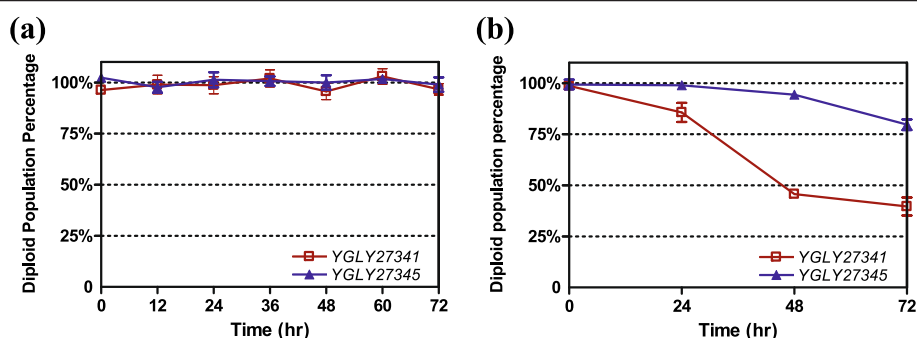 (a)
Diploid Population Percentage
100%
75%
50%
25%
0
0 12 24 36 48 60 72
Time (hr)
YGLY27341
YGLY27345
(b)
Diploid population percentage
100%
75%
50%
25%
0
0 24 48 72
Time (hr)
YGLY27341
YGLY27345